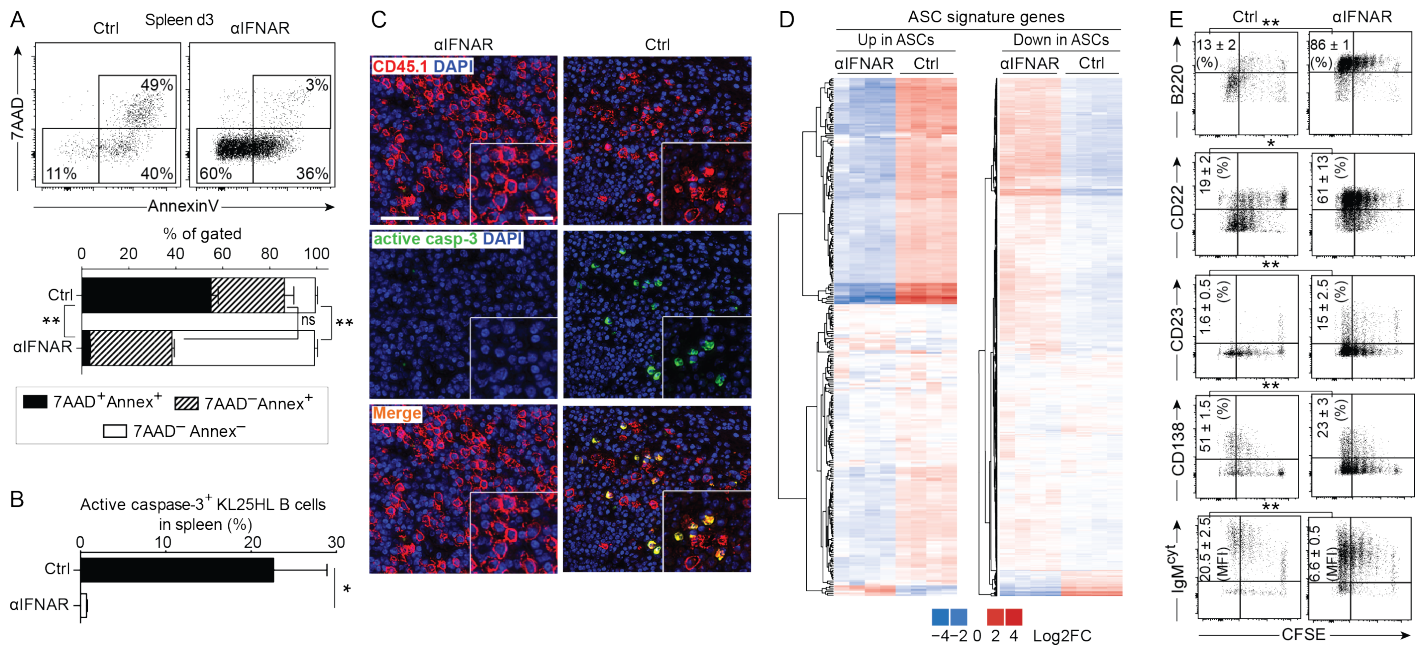 A
Spleen d3
Ctrl
αIFNAR
7AAD
49%
11%
40%
3%
60%
36%
AnnexinV
% of gated
0 20 40 60 80 100
Ctrl
αIFNAR
**
ns
**
7AAD⁺Annex⁺
7AAD⁻Annex⁺
7AAD⁻ Annex⁻
B
Active caspase-3⁺ KL25HL B cells
in spleen (%)
0 10 20 30
Ctrl
αIFNAR
*
C
αIFNAR
Ctrl
CD45.1 DAPI
active casp-3 DAPI
Merge
D
ASC signature genes
Up in ASCs
Down in ASCs
αIFNAR
Ctrl
αIFNAR
Ctrl
−4 −2 0 2 4 Log2FC
E
Ctrl
**
αIFNAR
B220
13 ± 2
(%)
86 ± 1
(%)
*
CD22
19 ± 2
(%)
61 ± 13
(%)
**
CD23
1.6 ± 0.5
(%)
15 ± 2.5
(%)
**
CD138
51 ± 1.5
(%)
23 ± 3
(%)
**
IgMcyt
20.5 ± 2.5
(MFI)
6.6 ± 0.5
(MFI)
CFSE